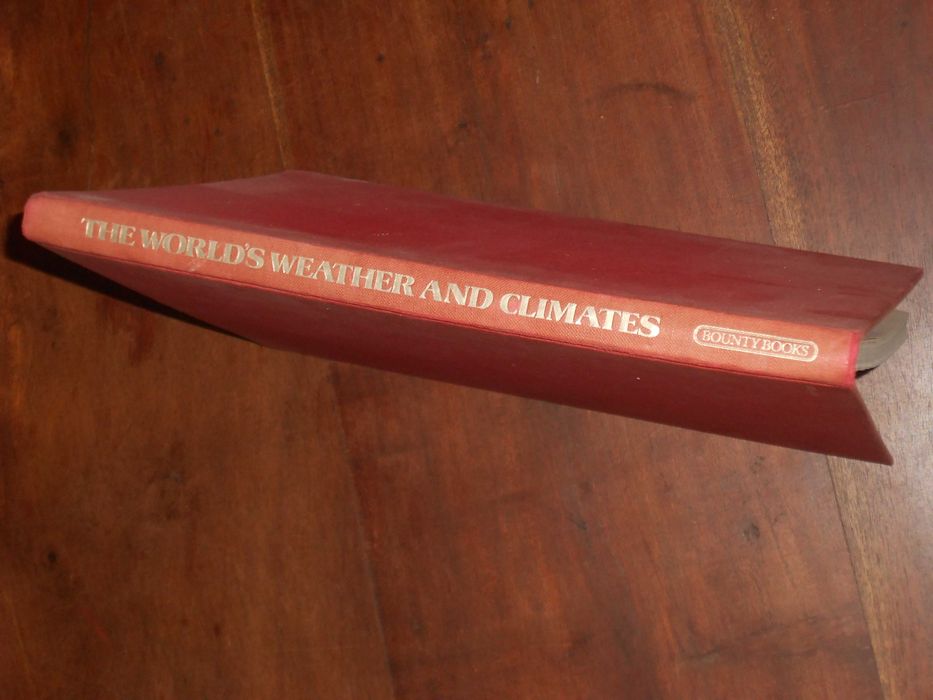 THE WORLD'S WEATHER AND CLIMATES
BOUNTY BOOKS